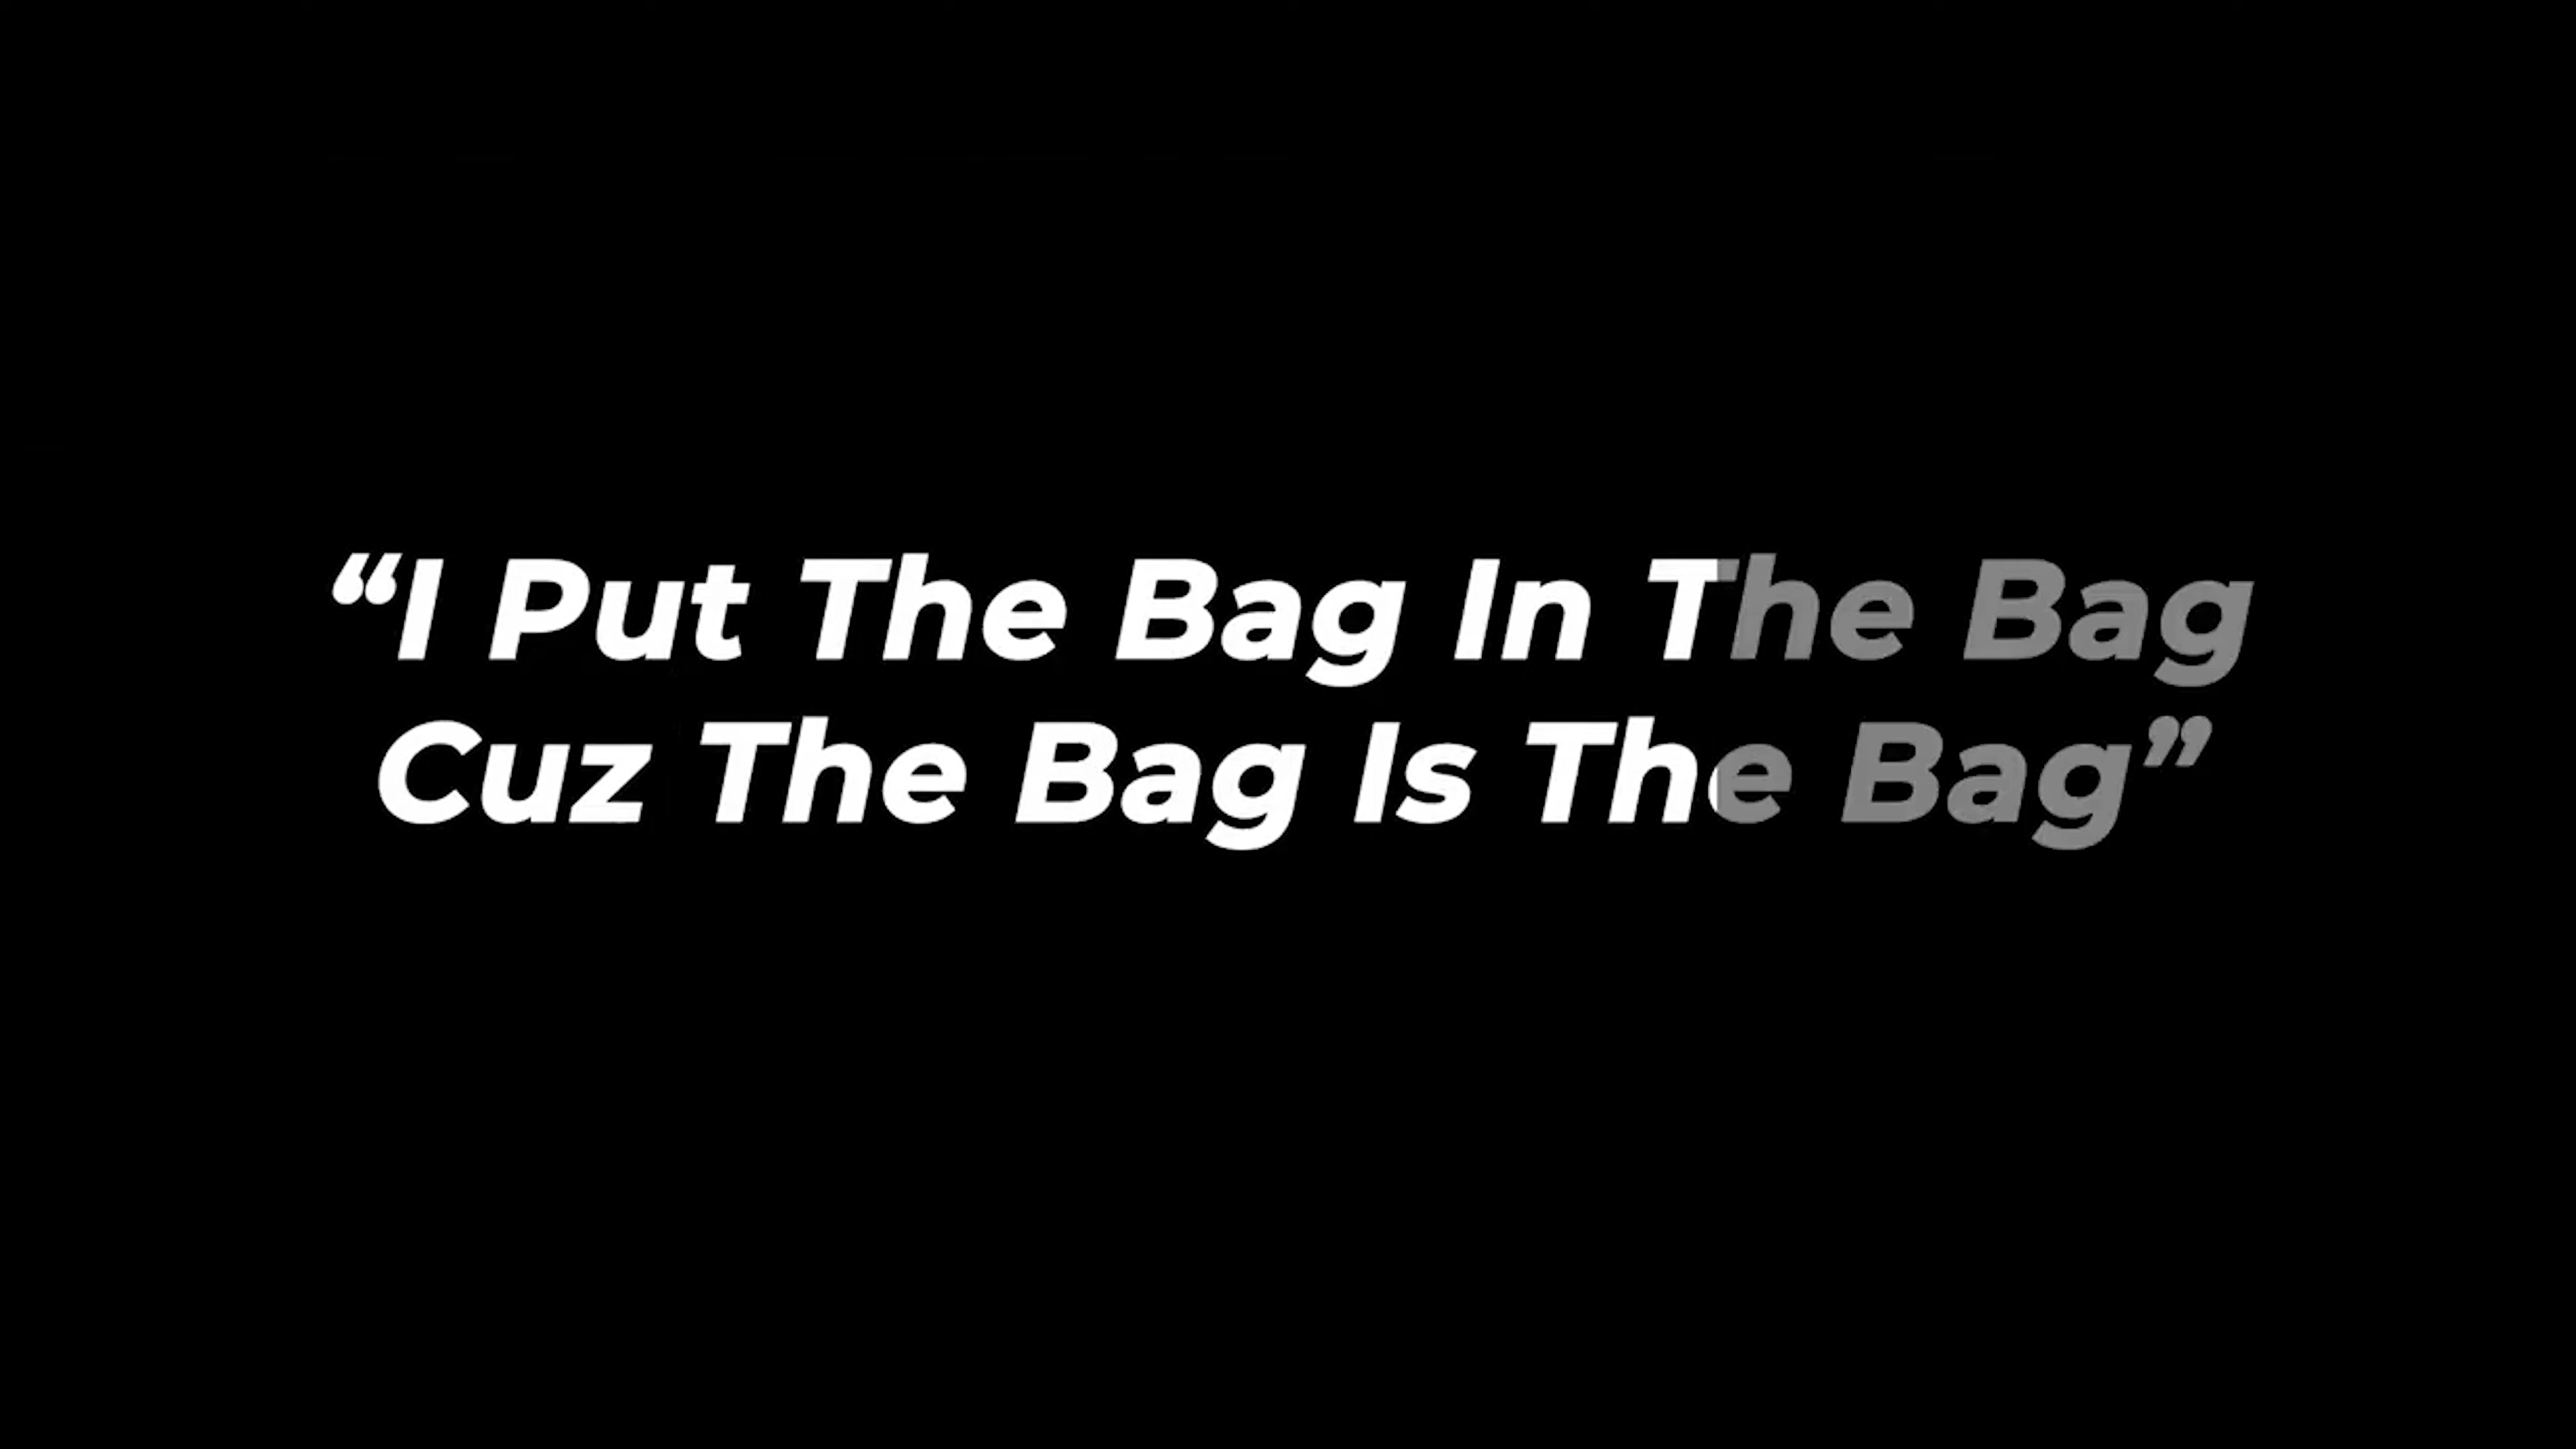 “I Put The Bag In The Bag
Cuz The Bag Is The Bag”